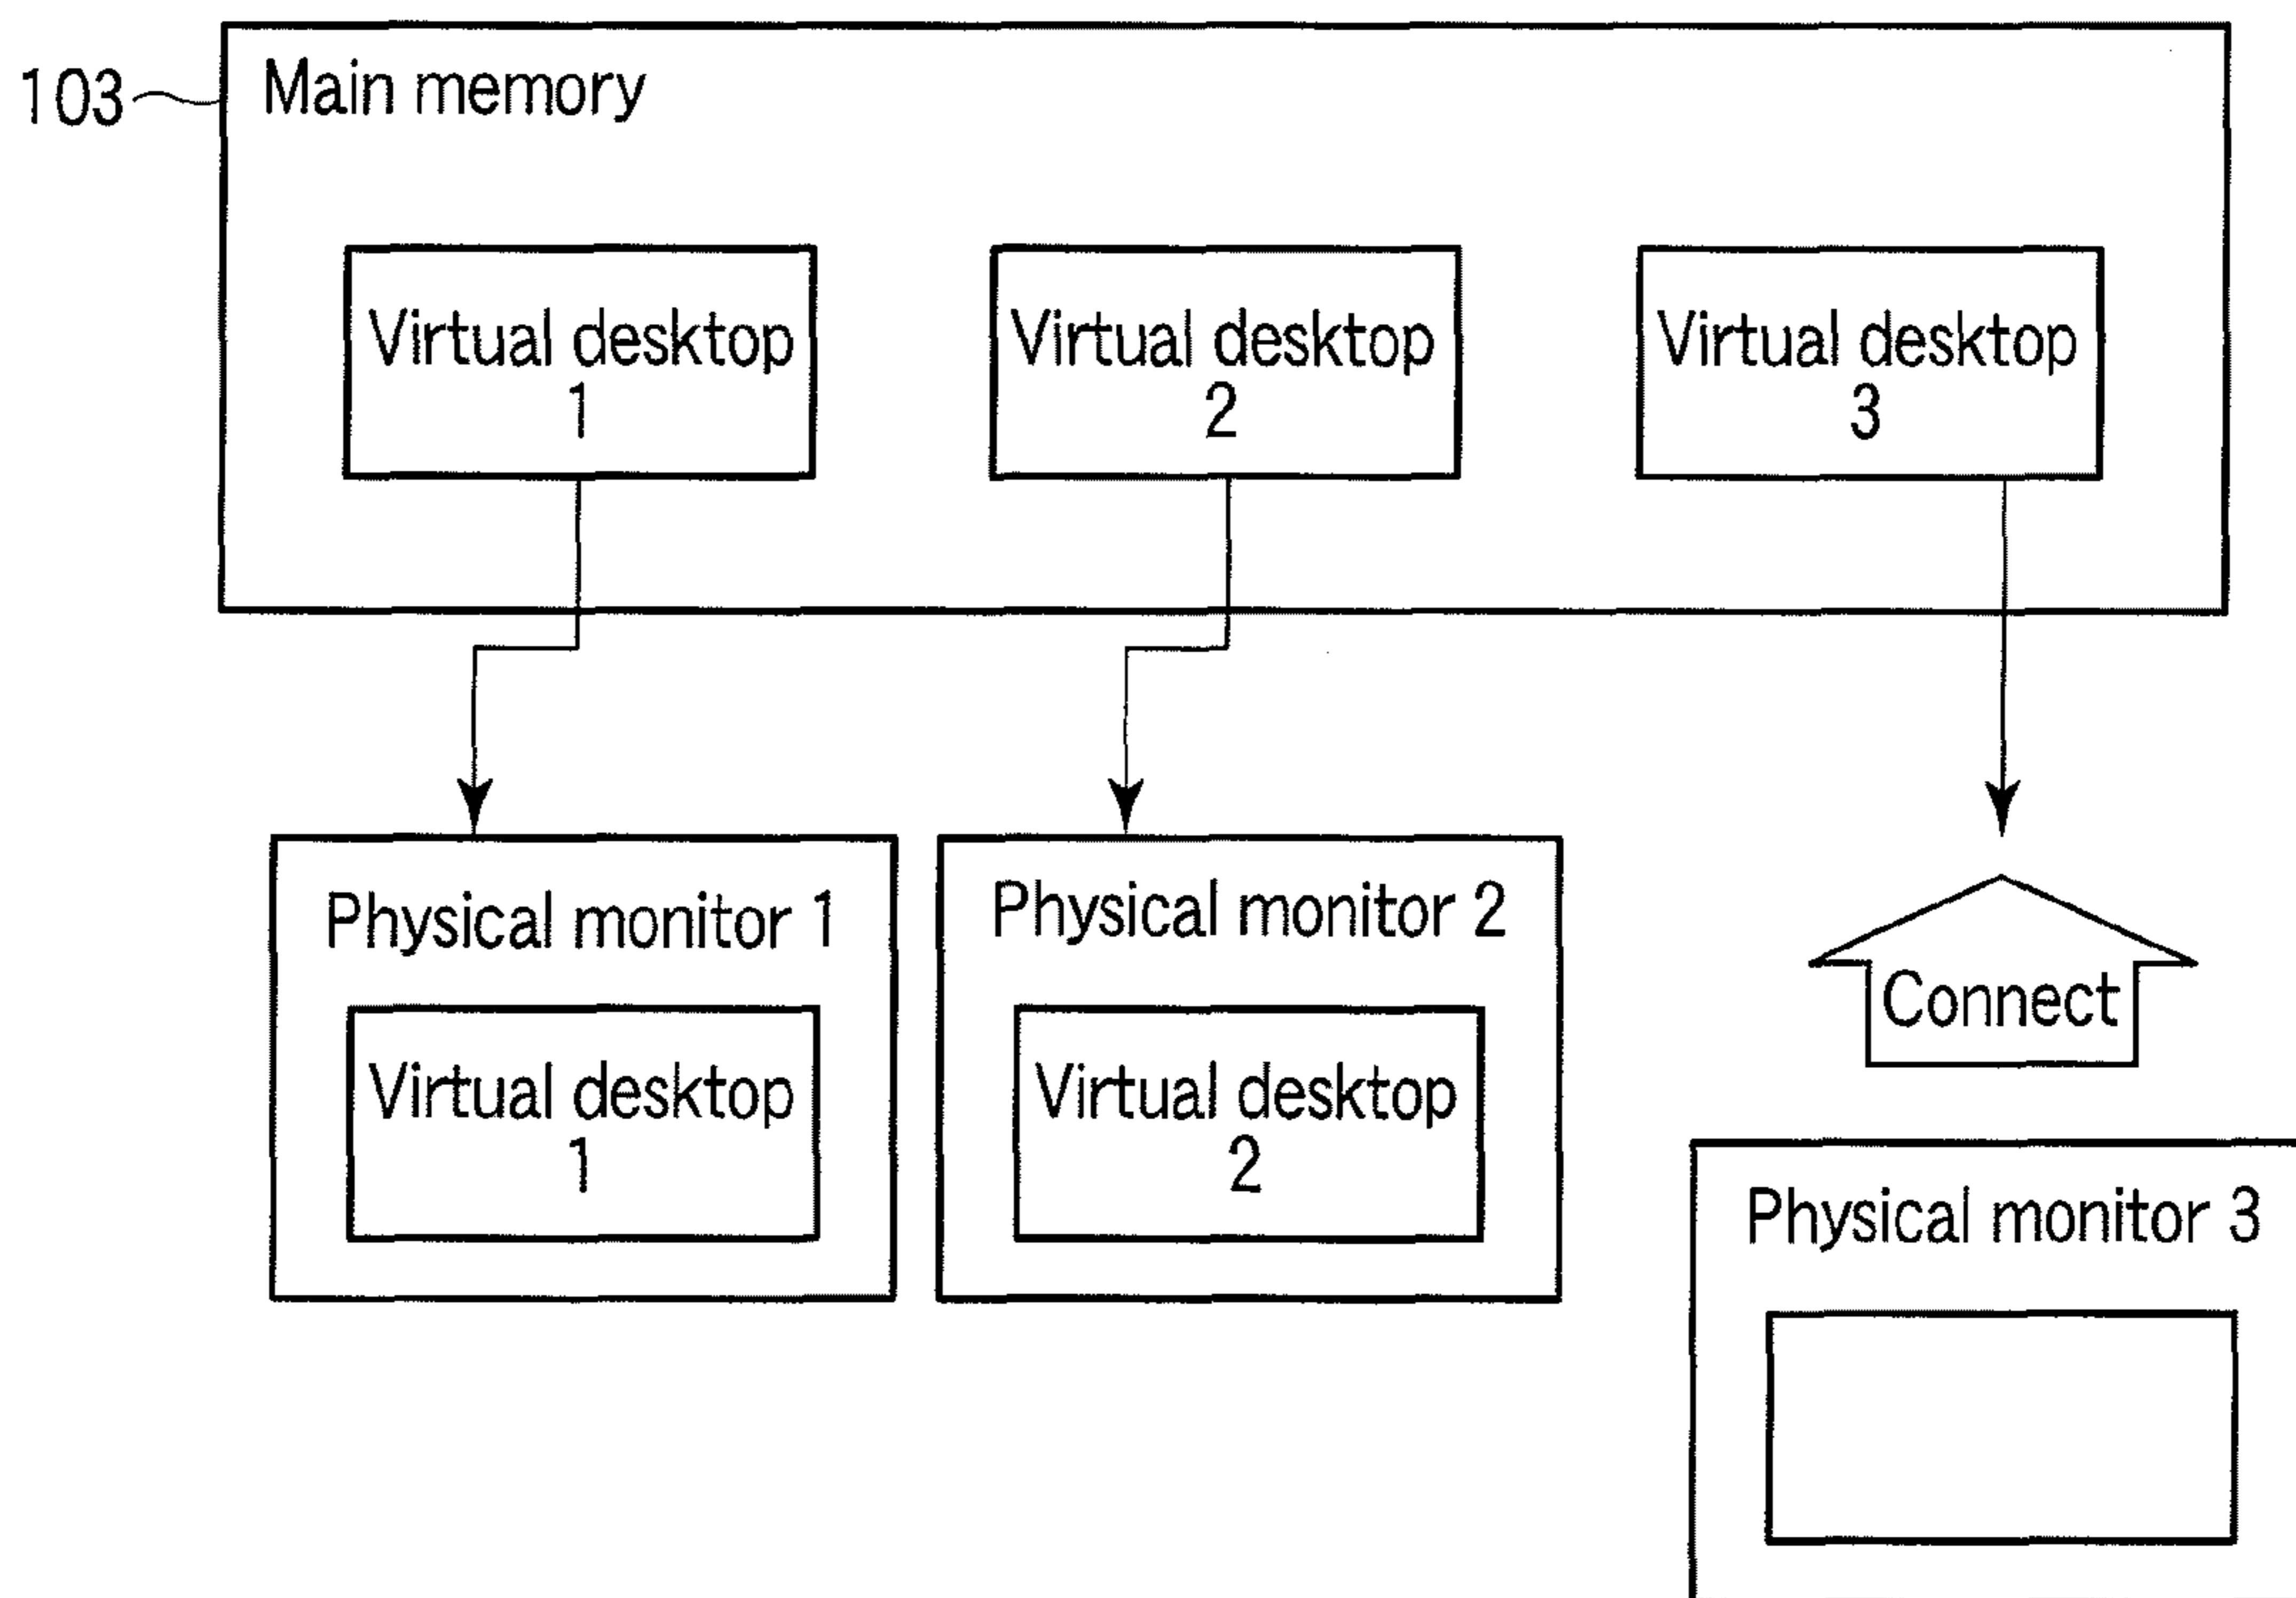 103
Main memory
Virtual desktop
1
Virtual desktop
2
Virtual desktop
3
Physical monitor 1
Virtual desktop
1
Physical monitor 2
Virtual desktop
2
Connect
Physical monitor 3